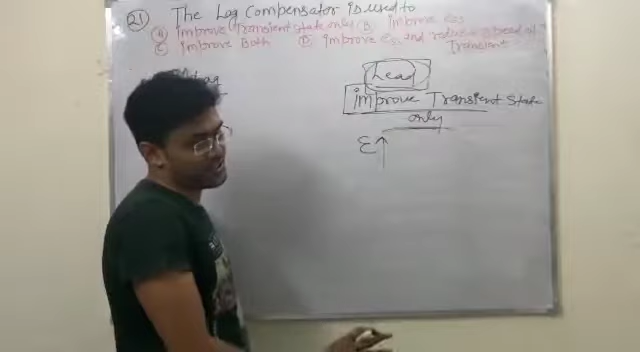 21) The Lag Compensator is used to
(A) improve Transient state only (B) improve ess
(C) improve Both (D) improve ess and reduce speed of Transient
Lag
Lead
improve Transient State
only
ε↑